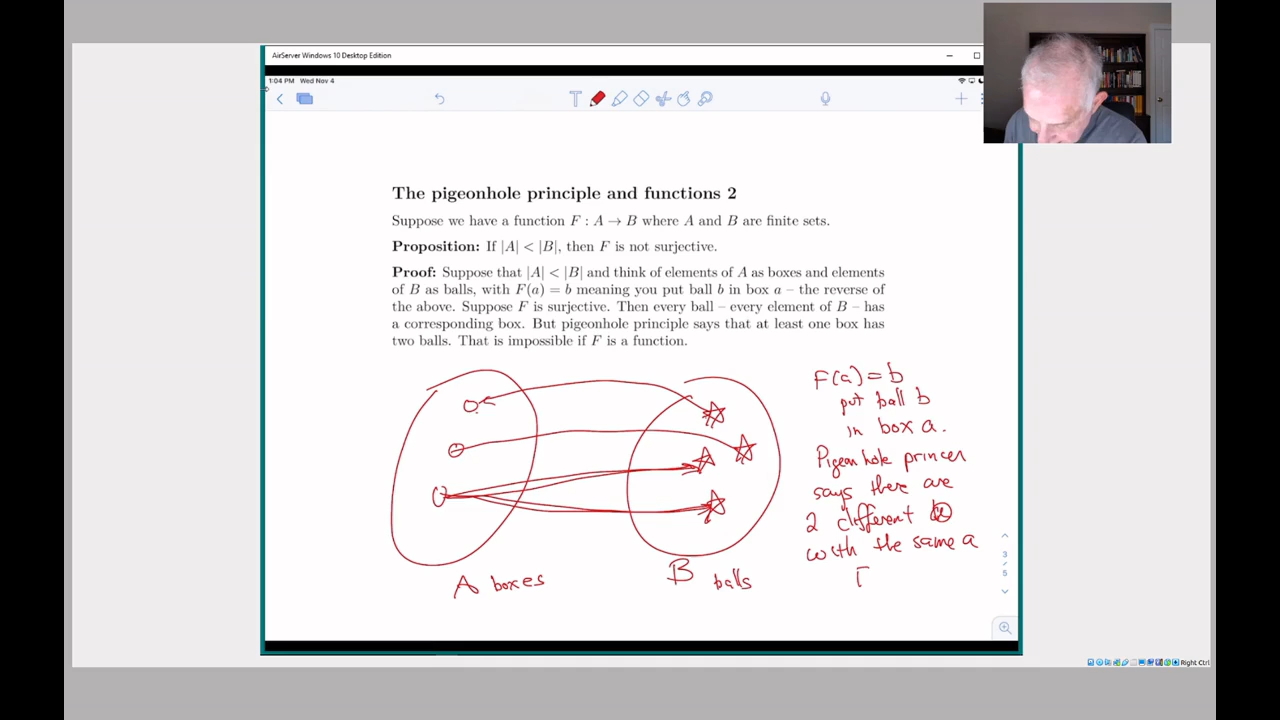 AirServer Windows 10 Desktop Edition
1:04 PM Wed Nov 4
The pigeonhole principle and functions 2
Suppose we have a function F : A → B where A and B are finite sets.
Proposition: If |A| < |B|, then F is not surjective.
Proof: Suppose that |A| < |B| and think of elements of A as boxes and elements
of B as balls, with F(a) = b meaning you put ball b in box a – the reverse of
the above. Suppose F is surjective. Then every ball – every element of B – has
a corresponding box. But pigeonhole principle says that at least one box has
two balls. That is impossible if F is a function.
F(a) = b
put ball b
in box a.
Pigeonhole princer
says there are
2 different
with the same a
A boxes
B balls
3
/
5
Right Ctrl